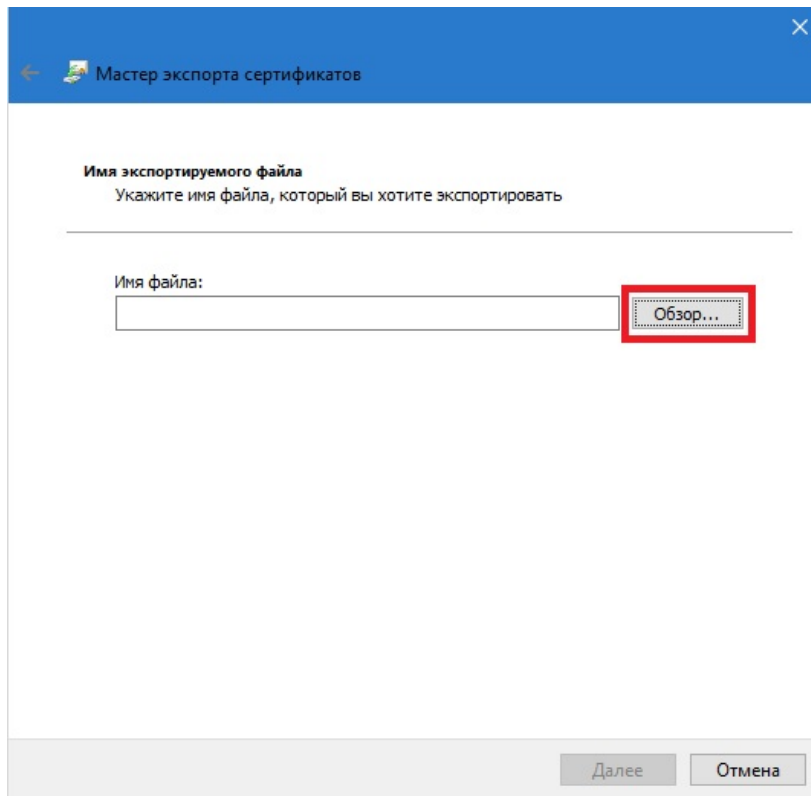 Мастер экспорта сертификатов
Имя экспортируемого файла
Укажите имя файла, который вы хотите экспортировать
Имя файла:
Обзор...
Далее
Отмена